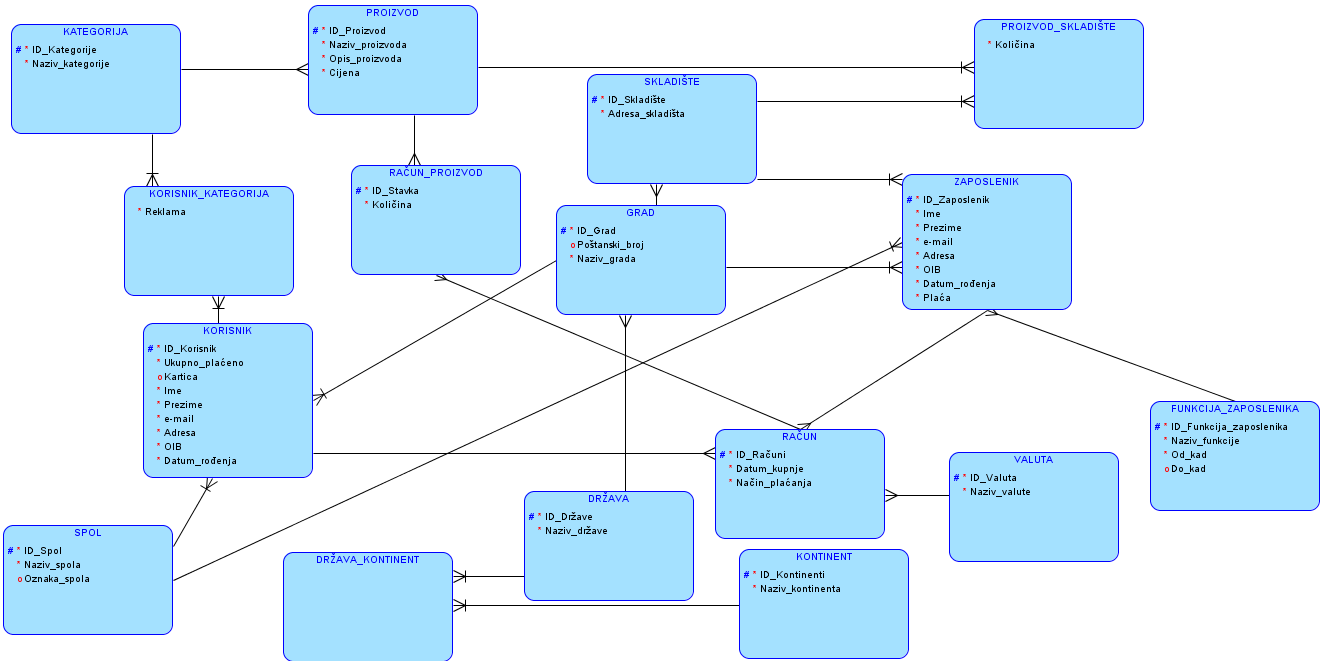 KATEGORIJA
# * ID_Kategorije
* Naziv_kategorije
PROIZVOD
# * ID_Proizvod
* Naziv_proizvoda
* Opis_proizvoda
* Cijena
PROIZVOD_SKLADIŠTE
* Količina
SKLADIŠTE
# * ID_Skladište
* Adresa_skladišta
KORISNIK_KATEGORIJA
* Reklama
RAČUN_PROIZVOD
# * ID_Stavka
* Količina
GRAD
# * ID_Grad
o Poštanski_broj
* Naziv_grada
ZAPOSLENIK
# * ID_Zaposlenik
* Ime
* Prezime
* e-mail
* Adresa
* OIB
* Datum_rođenja
* Plaća
KORISNIK
# * ID_Korisnik
* Ukupno_plaćeno
o Kartica
* Ime
* Prezime
* e-mail
* Adresa
* OIB
* Datum_rođenja
RAČUN
# * ID_Računi
* Datum_kupnje
* Način_plaćanja
FUNKCIJA_ZAPOSLENIKA
# * ID_Funkcija_zaposlenika
* Naziv_funkcije
* Od_kad
o Do_kad
VALUTA
# * ID_Valuta
* Naziv_valute
SPOL
# * ID_Spol
* Naziv_spola
o Oznaka_spola
DRŽAVA
# * ID_Države
* Naziv_države
DRŽAVA_KONTINENT
KONTINENT
# * ID_Kontinenti
* Naziv_kontinenta